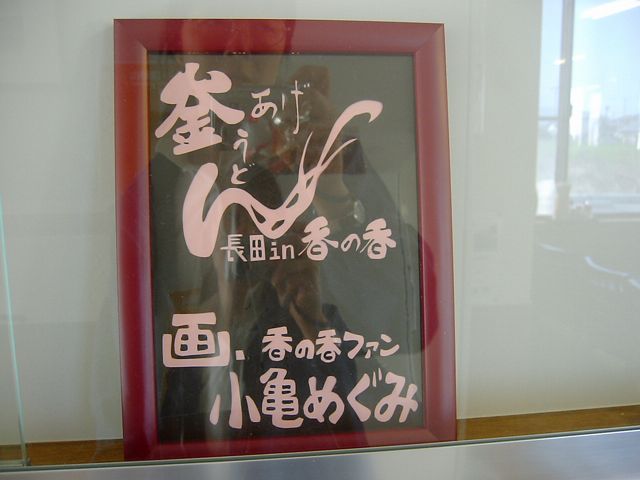 釜あげ
うどん
長田in香の香
画.香の香ファン
小亀めぐみ